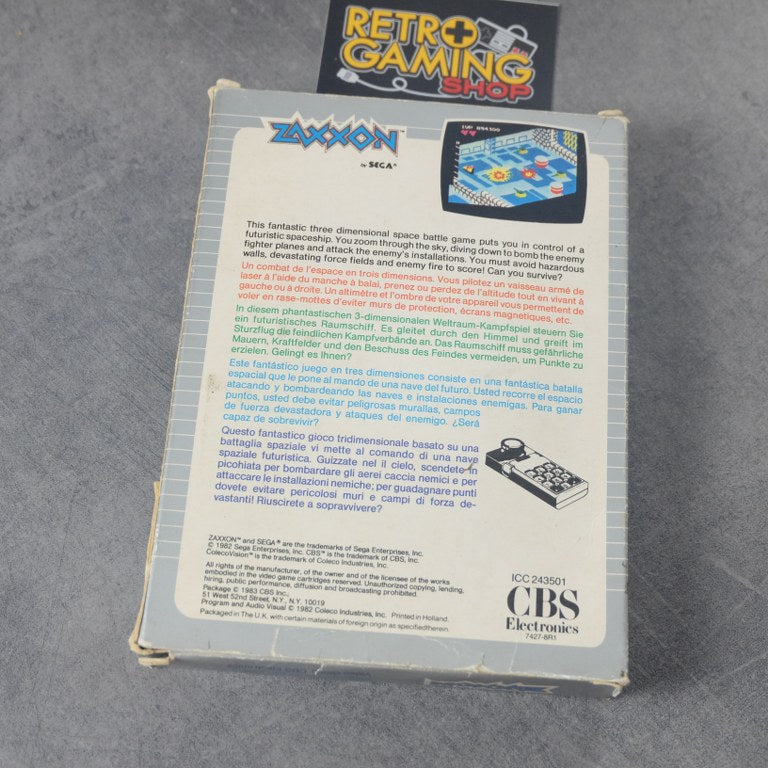 RETRO
GAMING
SHOP
ZAXXON™
by SEGA®
1UP 054300
This fantastic three dimensional space battle game puts you in control of a
futuristic spaceship. You zoom through the sky, diving down to bomb the enemy
fighter planes and attack the enemy's installations. You must avoid hazardous
walls, devastating force fields and enemy fire to score! Can you survive?
Un combat de l'espace en trois dimensions. Vous pilotez un vaisseau armé de
laser à l'aide du manche à balai, prenez ou perdez de l'altitude tout en vivant à
gauche ou à droite. Un altimètre et l'ombre de votre appareil vous permettent de
voler en rase-mottes d'eviter murs de protection, écrans magnetiques, etc.
In diesem phantastischen 3-dimensionalen Weltraum-Kampfspiel steuern Sie
ein futuristisches Raumschiff. Es gleitet durch den Himmel und greift im
Sturzflug die feindlichen Kampfverbände an. Das Raumschiff muss gefährliche
Mauern, Kraftfelder und den Beschuss des Feindes vermeiden, um Punkte zu
erzielen. Gelingt es Ihnen?
Este fantástico juego en tres dimensiones consiste en una fantástica batalla
espacial que le pone al mando de una nave del futuro. Usted recorre el espacio
atacando y bombardeando las naves e instalaciones enemigas. Para ganar
puntos, usted debe evitar peligrosas murallas, campos
de fuerza devastadora y ataques del enemigo. ¿Será
capaz de sobrevivir?
Questo fantastico gioco tridimensionale basato su una
battaglia spaziale vi mette al comando di una nave
spaziale futuristica. Guizzate nel il cielo, scendete in
picchiata per bombardare gli aerei caccia nemici e per
attaccare le installazioni nemiche; per guadagnare punti
dovete evitare pericolosi muri e campi di forza de-
vastanti! Riuscirete a sopravvivere?
ZAXXON™ and SEGA® are the trademarks of Sega Enterprises, Inc.
© 1982 Sega Enterprises, Inc. CBS™ is the trademark of CBS, Inc.
ColecoVision™ is the trademark of Coleco Industries, Inc.
All rights of the manufacturer, of the owner and of the licensee of the works
embodied in the video game cartridges reserved. Unauthorized copying, lending,
hiring, public performance, diffusion and broadcasting prohibited.
Package © 1983 CBS Inc.,
51 West 52nd Street, N.Y., N.Y. 10019
Program and Audio Visual © 1982 Coleco Industries, Inc. Printed in Holland.
Packaged in The U.K. with certain materials of foreign origin as specified therein.
ICC 243501
CBS
Electronics
7427-8R1